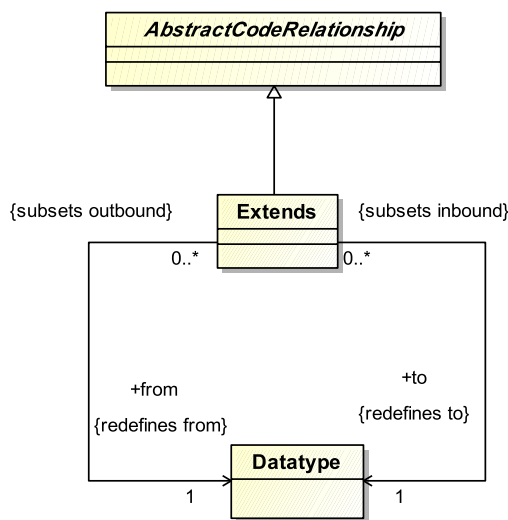 AbstractCodeRelationship
{subsets outbound}
Extends
{subsets inbound}
0..*
0..*
+from
+to
{redefines from}
{redefines to}
Datatype
1
1